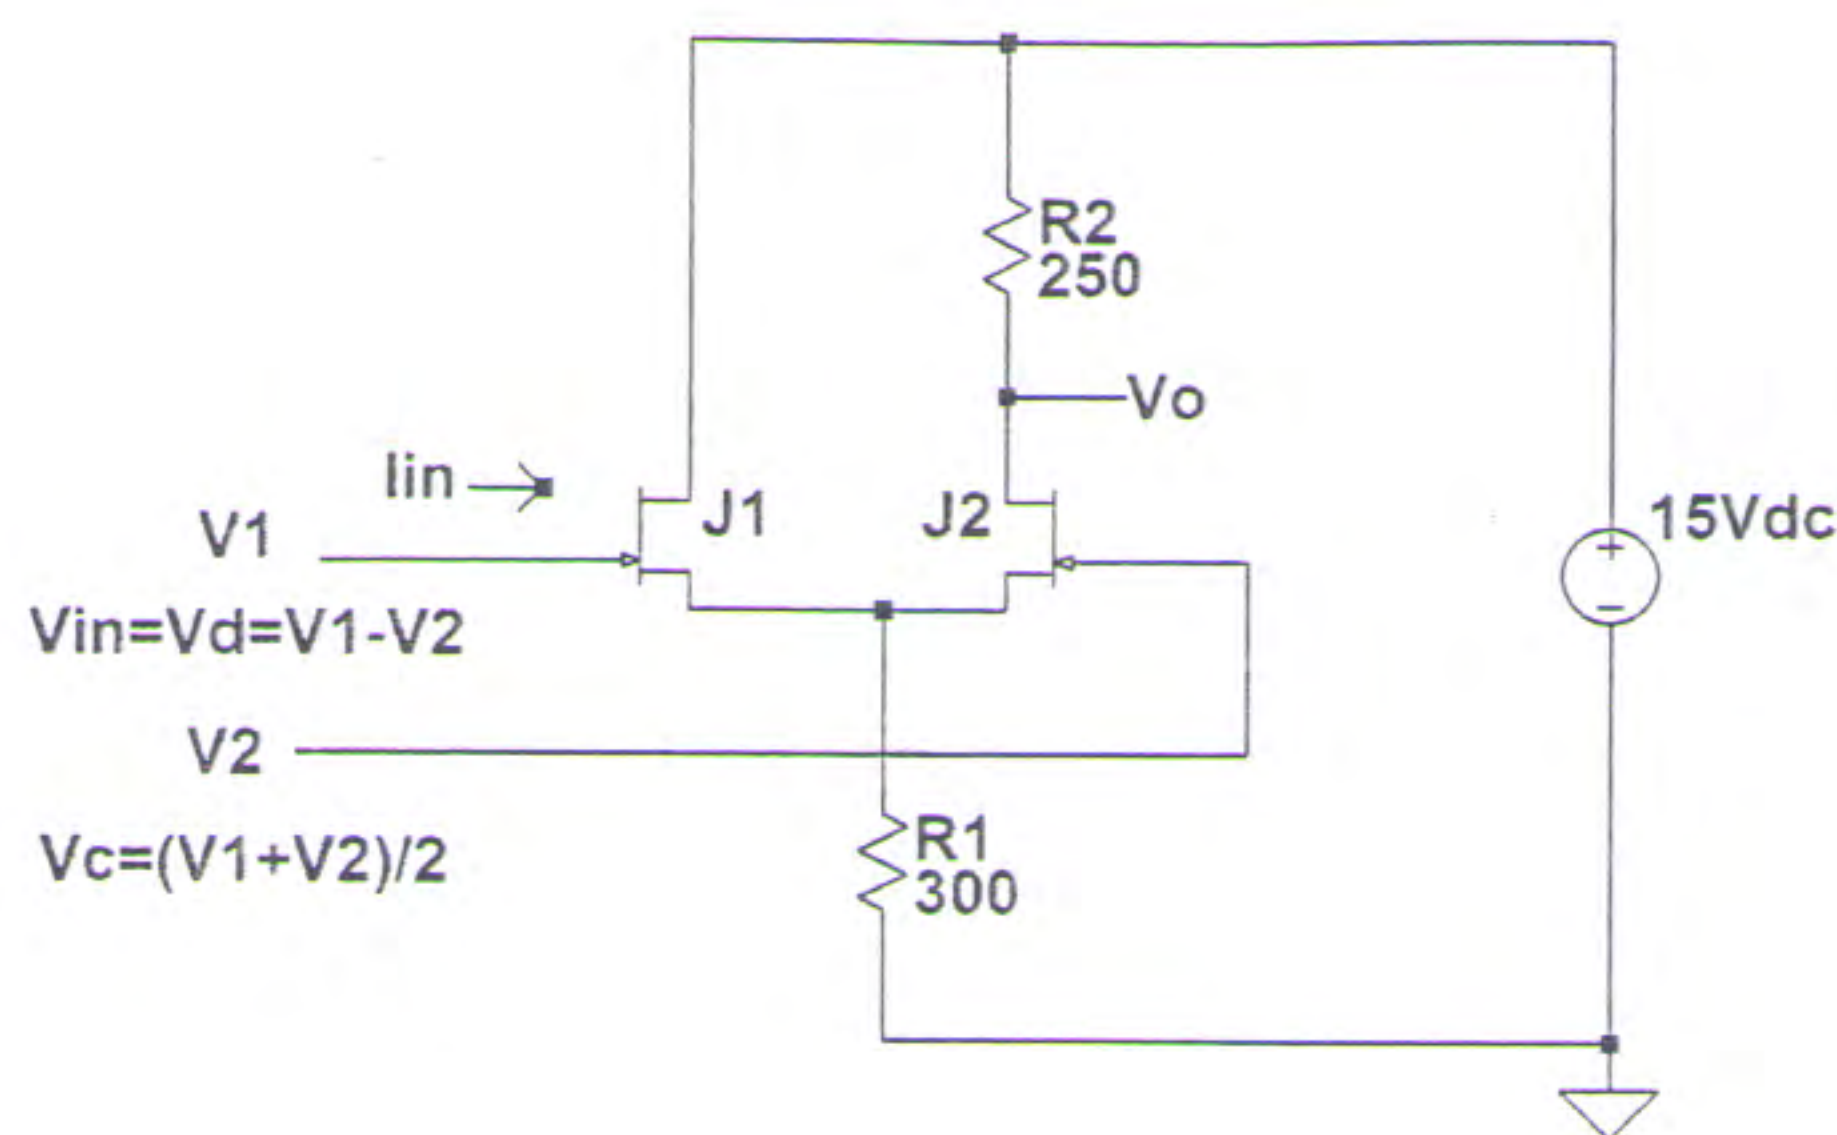 R2
250
Vo
Iin
J1
J2
15Vdc
V1
Vin=Vd=V1-V2
V2
R1
300
Vc=(V1+V2)/2